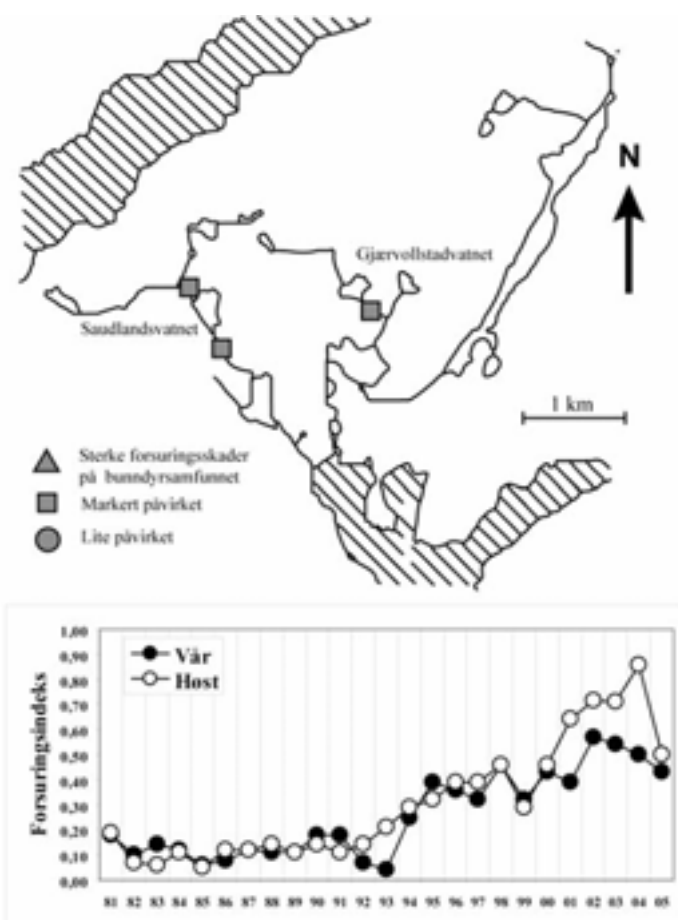 N
Gjærvollstadvatnet
Saudlandsvatnet
1 km
Sterke forsuringsskader
på bunndyrsamfunnet
Markert påvirket
Lite påvirket
Forsuringsindeks
1,00
0,90
0,80
0,70
0,60
0,50
0,40
0,30
0,20
0,10
0,00
Vår
Høst
81 82 83 84 85 86 87 88 89 90 91 92 93 94 95 96 97 98 99 00 01 02 03 04 05